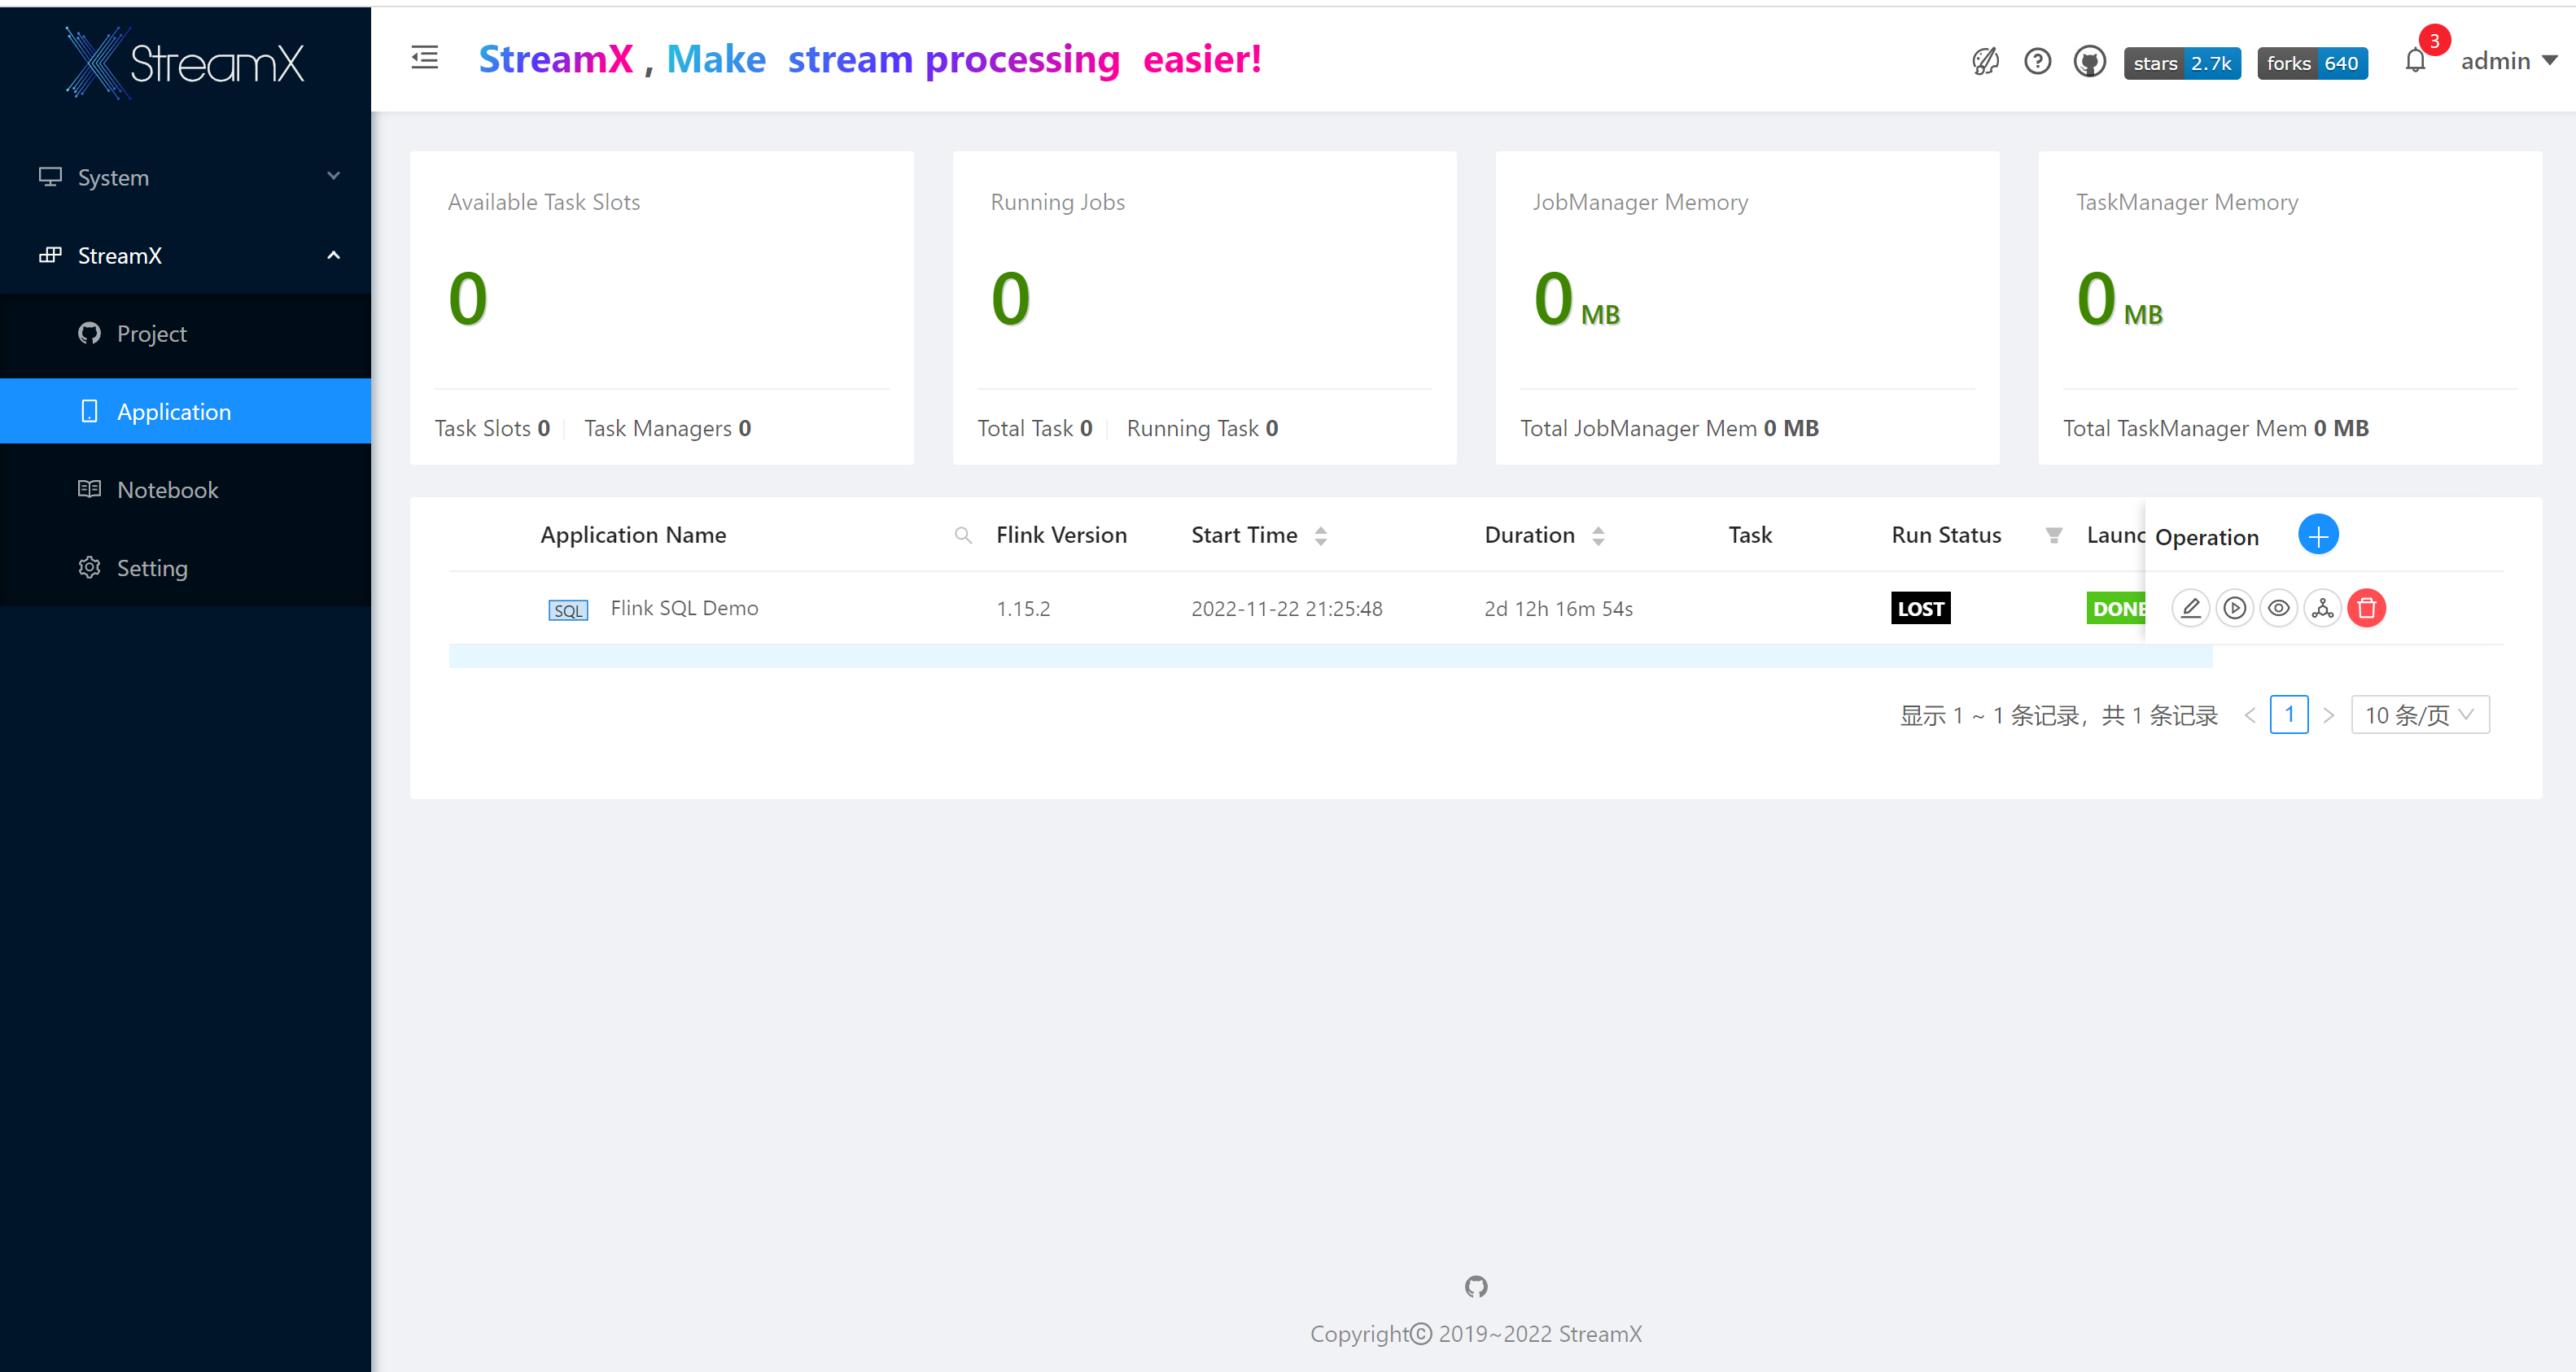 StreamX
StreamX , Make stream processing easier!
stars 2.7k
forks 640
3
admin
System
StreamX
Project
Application
Notebook
Setting
Available Task Slots
0
Task Slots 0 Task Managers 0
Running Jobs
0
Total Task 0 Running Task 0
JobManager Memory
0 MB
Total JobManager Mem 0 MB
TaskManager Memory
0 MB
Total TaskManager Mem 0 MB
Application Name Flink Version Start Time Duration Task Run Status Launc Operation
SQL Flink SQL Demo 1.15.2 2022-11-22 21:25:48 2d 12h 16m 54s LOST DONE
显示 1 ~ 1 条记录，共 1 条记录 < 1 > 10 条/页
Copyright© 2019~2022 StreamX